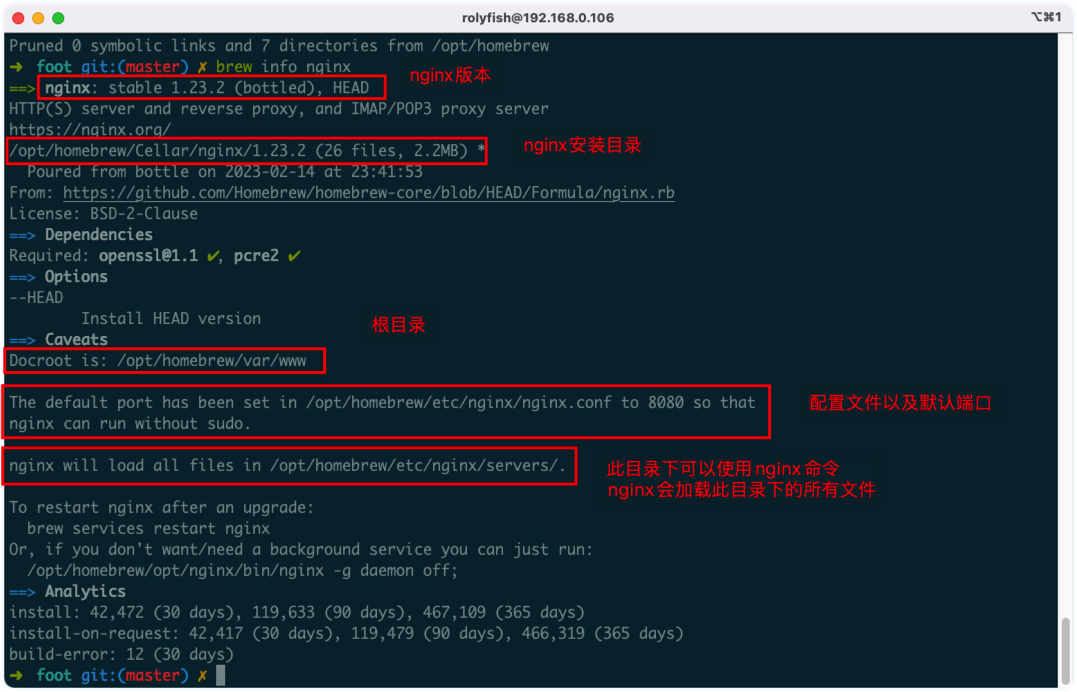 rolyfish@192.168.0.106
⌥⌘1
Pruned 0 symbolic links and 7 directories from /opt/homebrew
➜ foot git:(master) ✗ brew info nginx
nginx版本
==> nginx: stable 1.23.2 (bottled), HEAD
HTTP(S) server and reverse proxy, and IMAP/POP3 proxy server
https://nginx.org/
nginx安装目录
/opt/homebrew/Cellar/nginx/1.23.2 (26 files, 2.2MB) *
Poured from bottle on 2023-02-14 at 23:41:53
From: https://github.com/Homebrew/homebrew-core/blob/HEAD/Formula/nginx.rb
License: BSD-2-Clause
==> Dependencies
Required: openssl@1.1 ✔, pcre2 ✔
==> Options
--HEAD
Install HEAD version
根目录
==> Caveats
Docroot is: /opt/homebrew/var/www
The default port has been set in /opt/homebrew/etc/nginx/nginx.conf to 8080 so that
nginx can run without sudo.
配置文件以及默认端口
nginx will load all files in /opt/homebrew/etc/nginx/servers/.
此目录下可以使用nginx命令
nginx会加载此目录下的所有文件
To restart nginx after an upgrade:
brew services restart nginx
Or, if you don't want/need a background service you can just run:
/opt/homebrew/opt/nginx/bin/nginx -g daemon off;
==> Analytics
install: 42,472 (30 days), 119,633 (90 days), 467,109 (365 days)
install-on-request: 42,417 (30 days), 119,479 (90 days), 466,319 (365 days)
build-error: 12 (30 days)
➜ foot git:(master) ✗